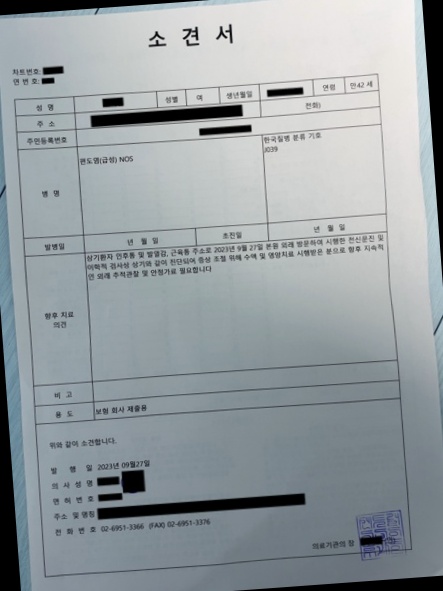 소 견 서
차트번호:
연 번 호:
성 명 성별 여 생년월일 연령 만42 세
주 소 전화)
주민등록번호
병 명 편도염(급성) NOS 한국질병 분류 기호
J039
발병일 년 월 일 초진일 년 월 일
향후 치료 의견
상기환자 인후통 및 발열감, 근육통 주소로 2023년 9월 27일 본원 외래 방문하여 시행한 전신문진 및
이학적 검사상 상기와 같이 진단되어 증상 조절 위해 수액 및 영양치료 시행받은 분으로 향후 지속적
인 외래 추적관찰 및 안정가료 필요합니다
비 고
용 도 보험 회사 제출용
위와 같이 소견합니다.
발 행 일 2023년 09월27일
의 사 성 명
면 허 번 호
주소 및 명칭
전 화 번 호 02-6951-3366 (FAX) 02-6951-3376
의료기관의 장